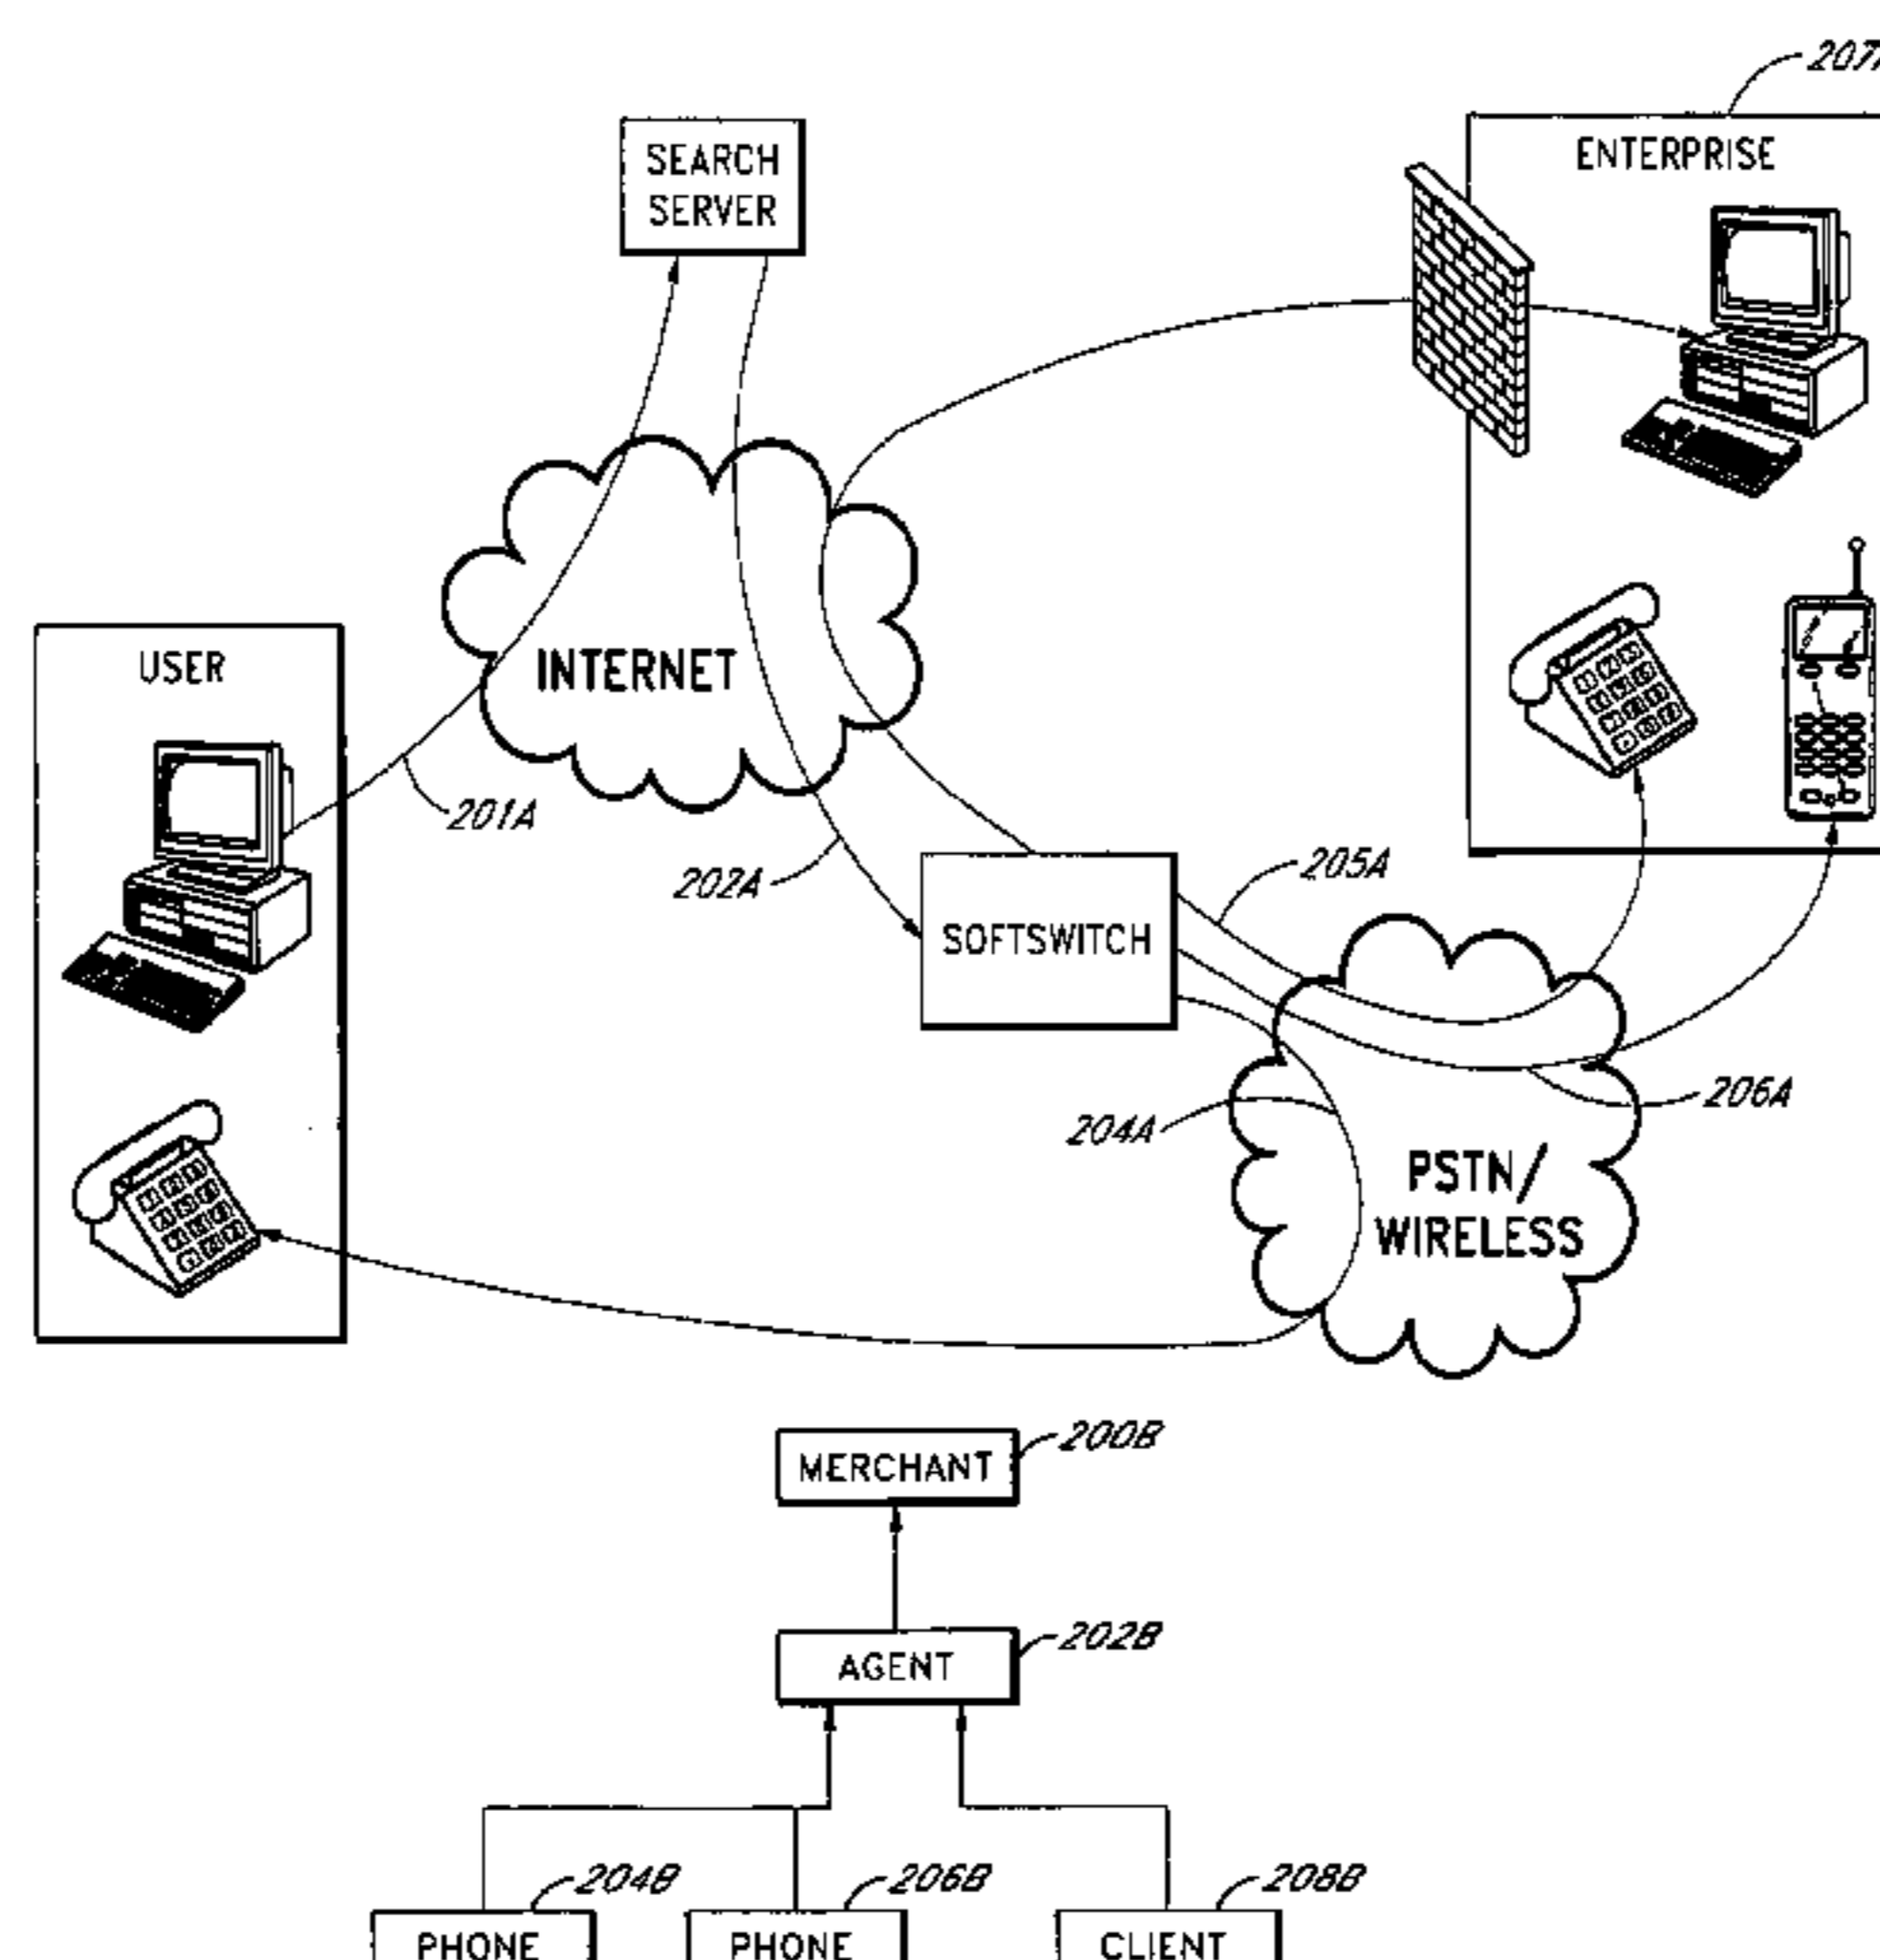 207A
SEARCH
SERVER
ENTERPRISE
INTERNET
USER
201A
202A
205A
SOFTSWITCH
206A
204A
PSTN/
WIRELESS
MERCHANT
200B
AGENT
202B
204B
206B
208B
PHONE
PHONE
CLIENT